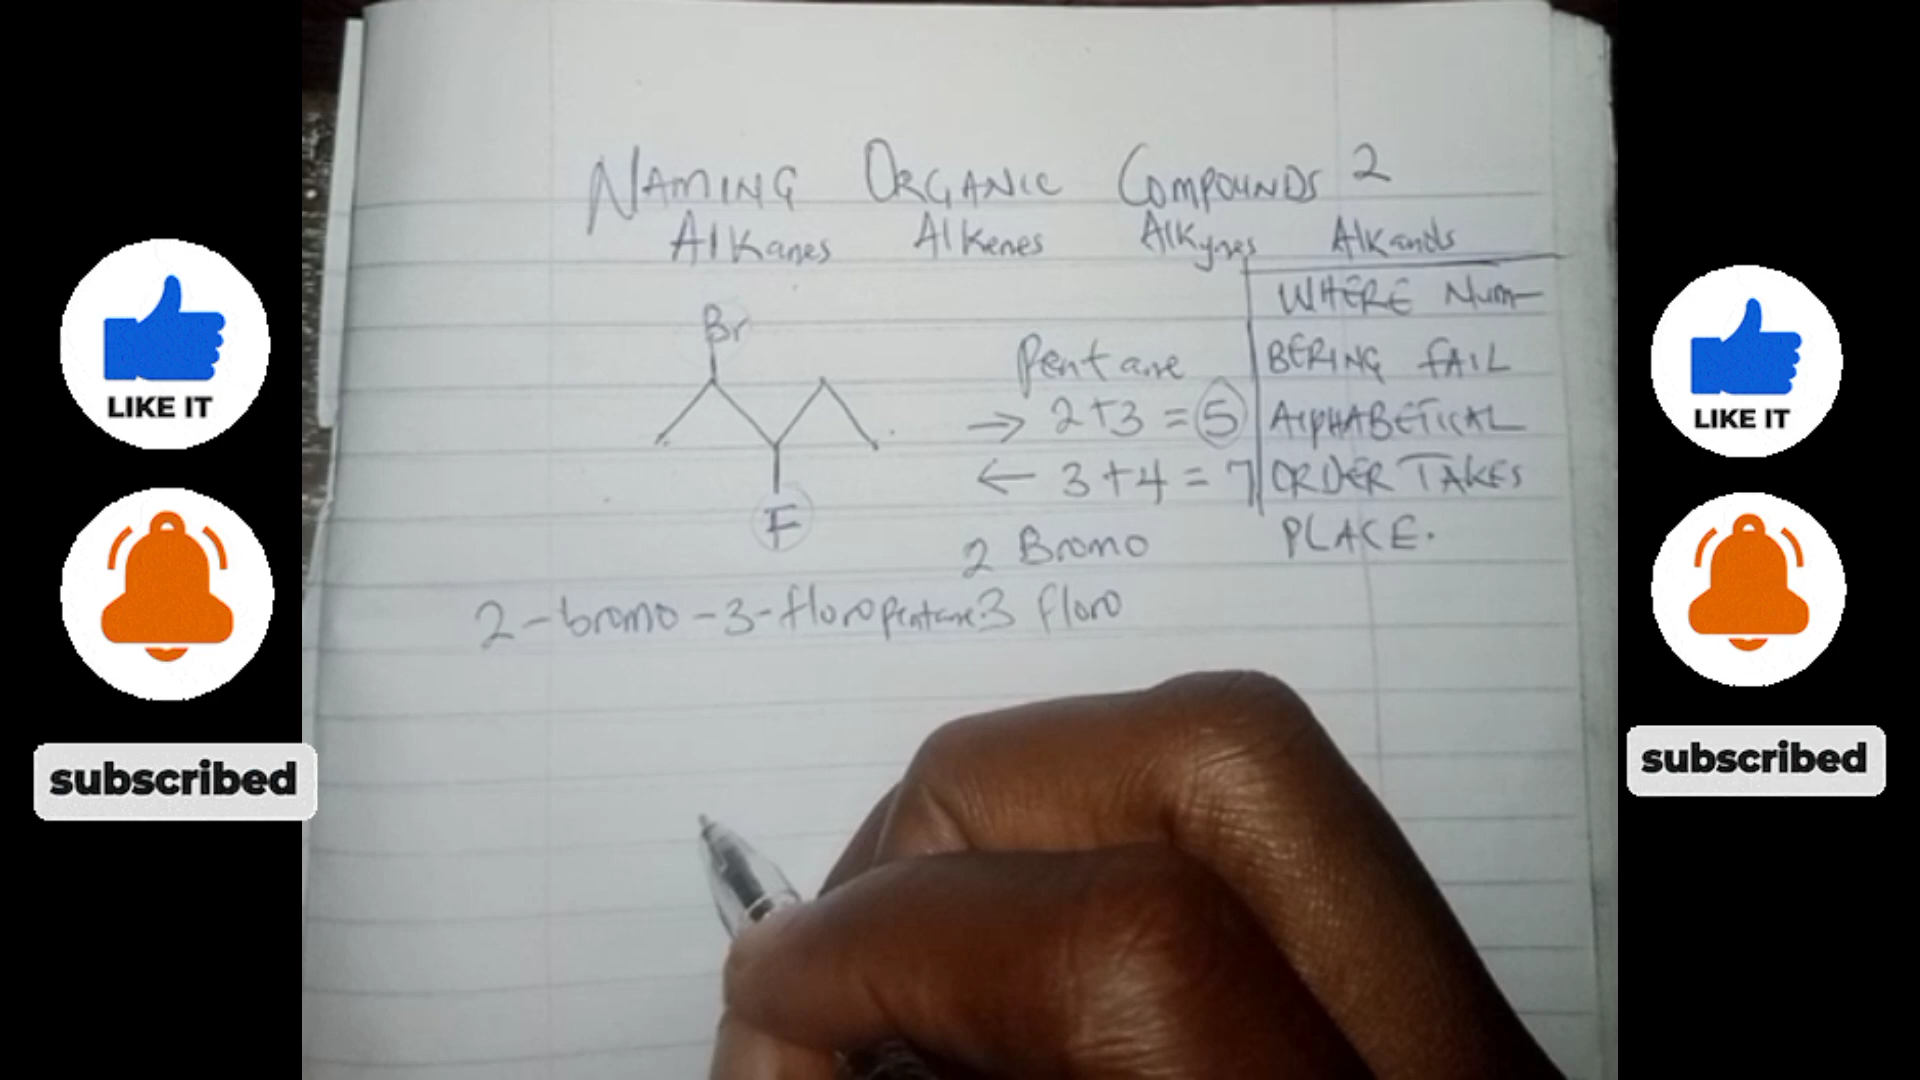 NAMING ORGANIC COMPOUNDS 2
Alkanes Alkenes Alkynes Alkanols
WHERE NUM-
BERING FAIL
ALPHABETICAL
ORDER TAKES
PLACE.
Br
F
Pentane
→ 2+3 = 5
← 3+4 = 7
2 Bromo
3 floro
2-bromo-3-floropentane
LIKE IT
subscribed
LIKE IT
subscribed